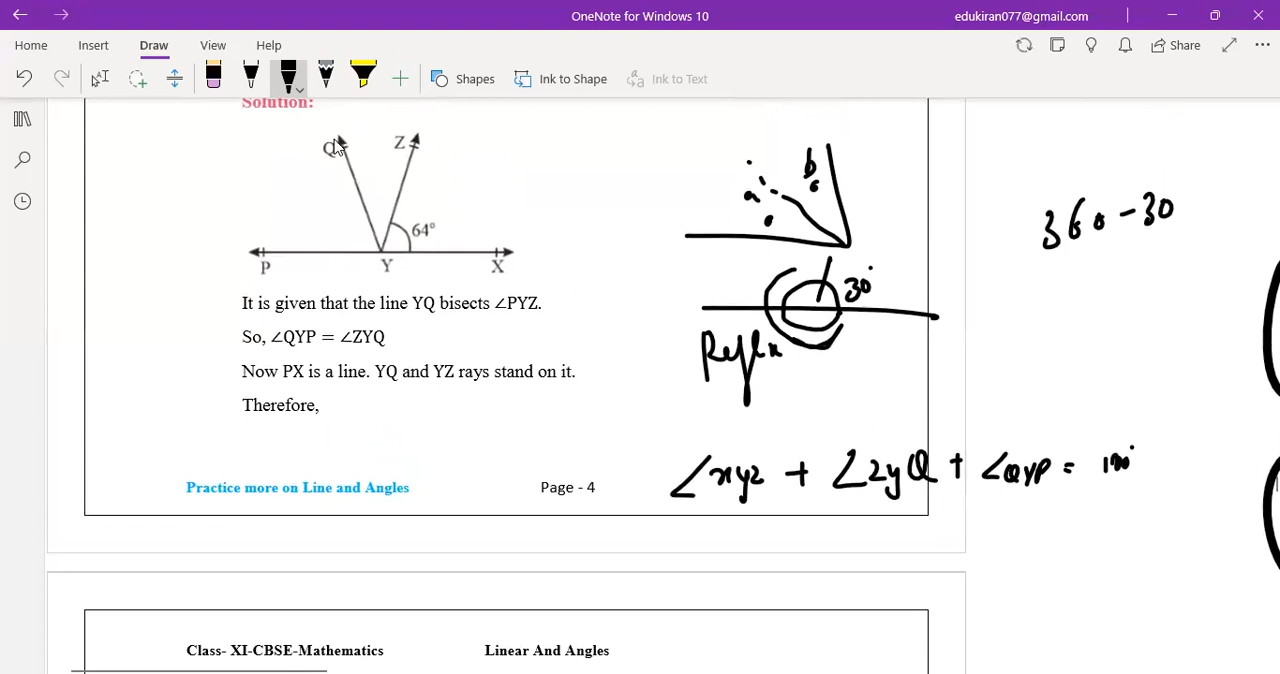 OneNote for Windows 10
edukiran077@gmail.com
Home Insert Draw View Help
Share
Shapes
Ink to Shape
Ink to Text
Solution:
Q Z
64°
P Y X
a b
30°
360-30
It is given that the line YQ bisects ∠PYZ.
So, ∠QYP = ∠ZYQ
Now PX is a line. YQ and YZ rays stand on it.
Therefore,
Reflx
∠xyz + ∠zyQ + ∠QYP = 180°
Practice more on Line and Angles
Page - 4
Class- XI-CBSE-Mathematics
Linear And Angles